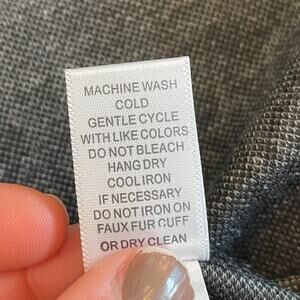 MACHINE WASH
COLD
GENTLE CYCLE
WITH LIKE COLORS
DO NOT BLEACH
HANG DRY
COOL IRON
IF NECESSARY
DO NOT IRON ON
FAUX FUR CUFF
OR DRY CLEAN